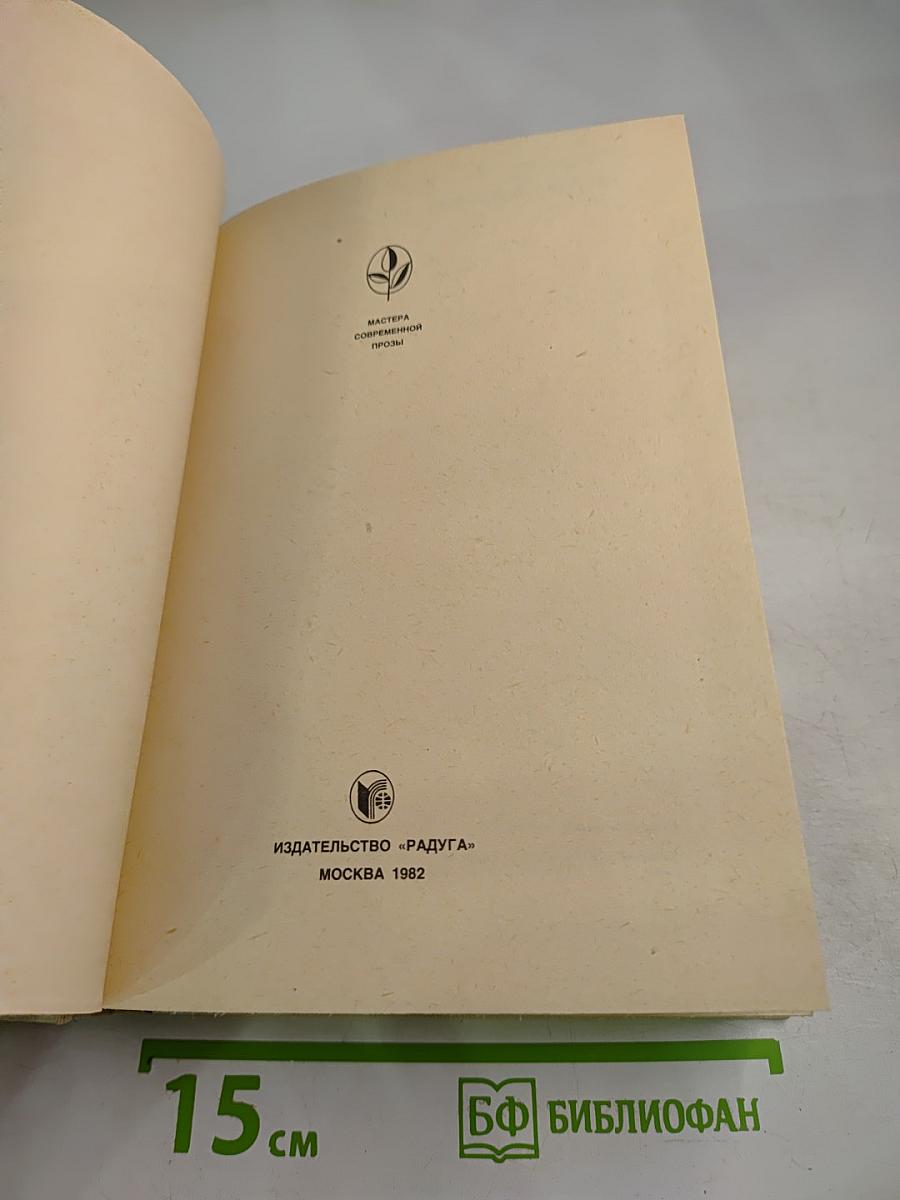 МАСТЕРА
СОВРЕМЕННОЙ
ПРОЗЫ
ИЗДАТЕЛЬСТВО «РАДУГА»
МОСКВА 1982
15 см
БФ БИБЛИОФАН